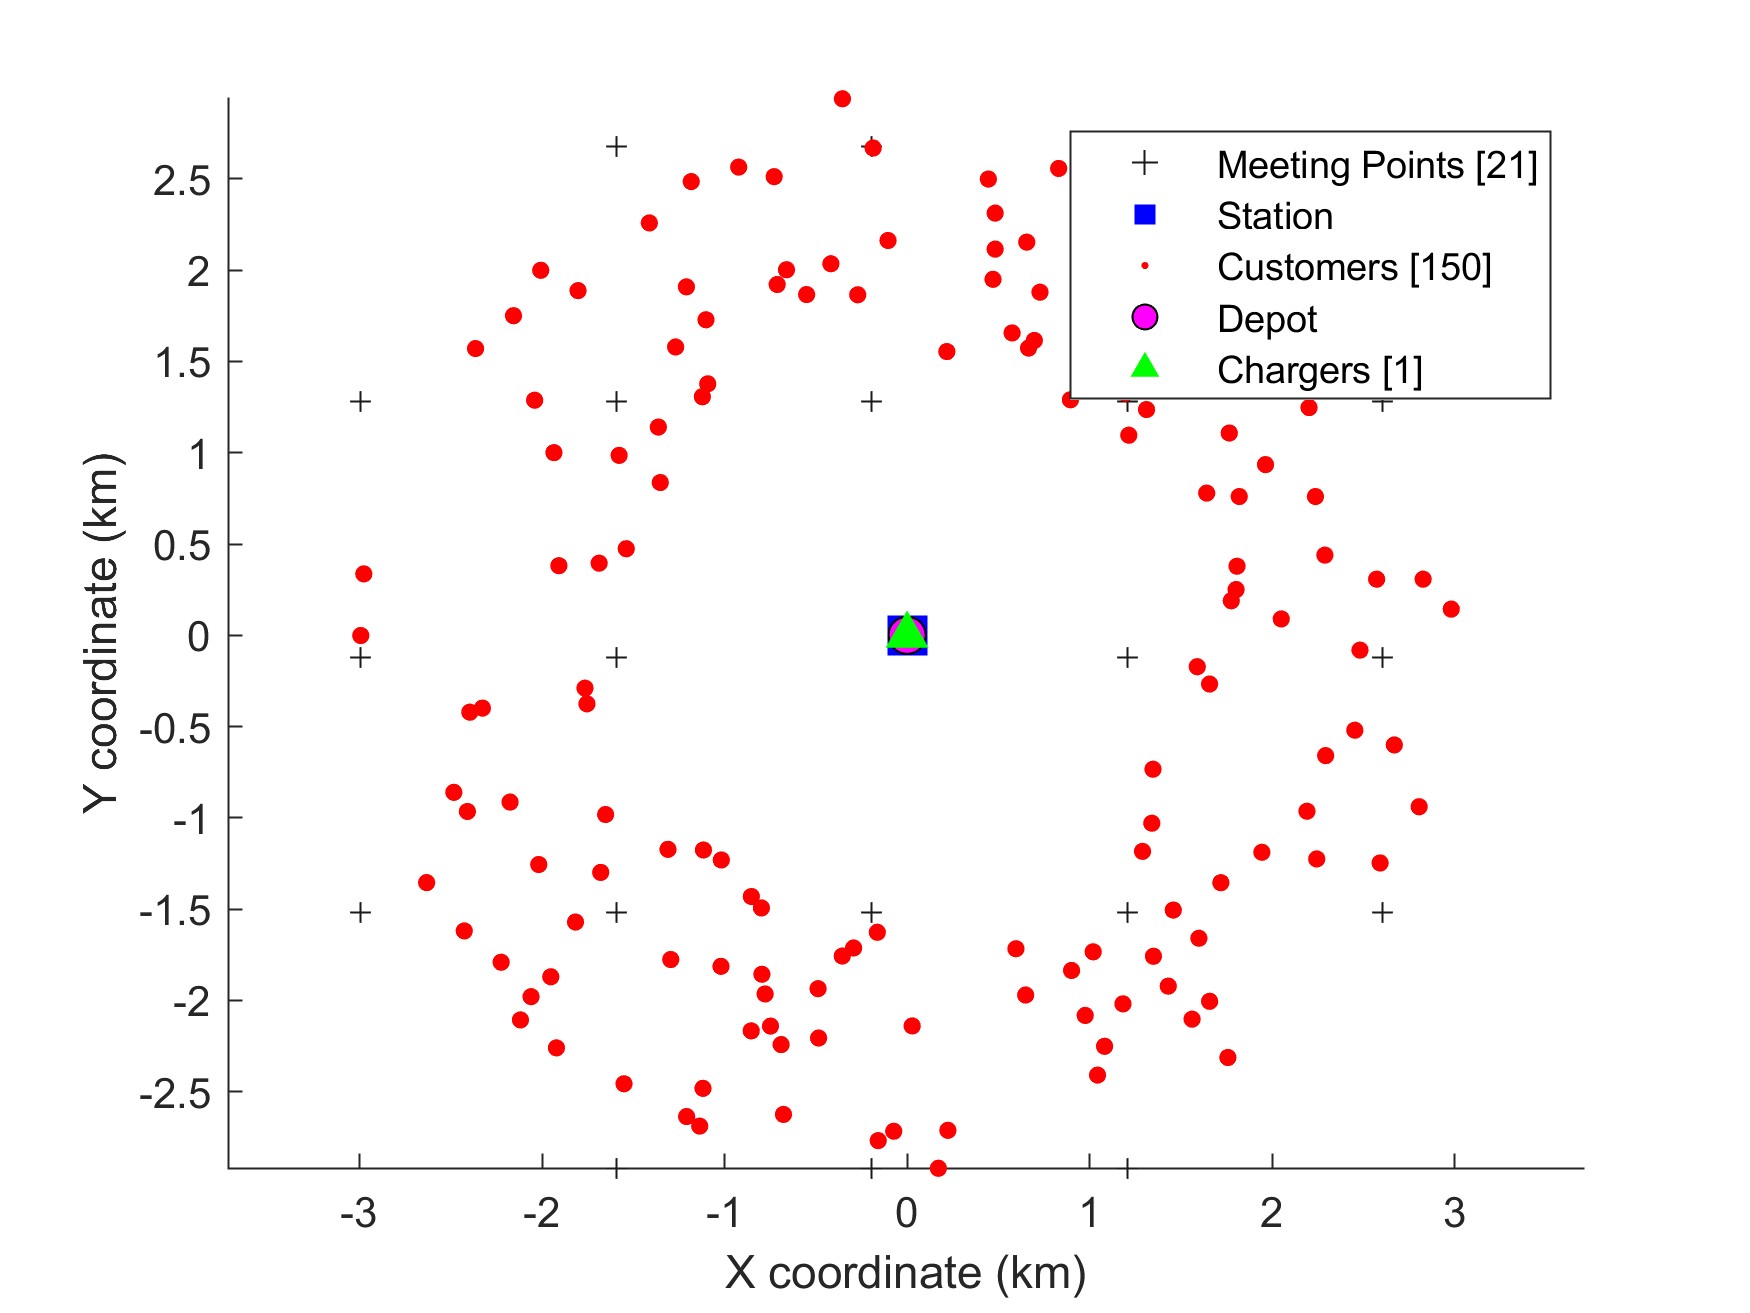 Meeting Points [21]
Station
Customers [150]
Depot
Chargers [1]
2.5
2
1.5
1
0.5
0
-0.5
-1
-1.5
-2
-2.5
Y coordinate (km)
-3 -2 -1 0 1 2 3
X coordinate (km)